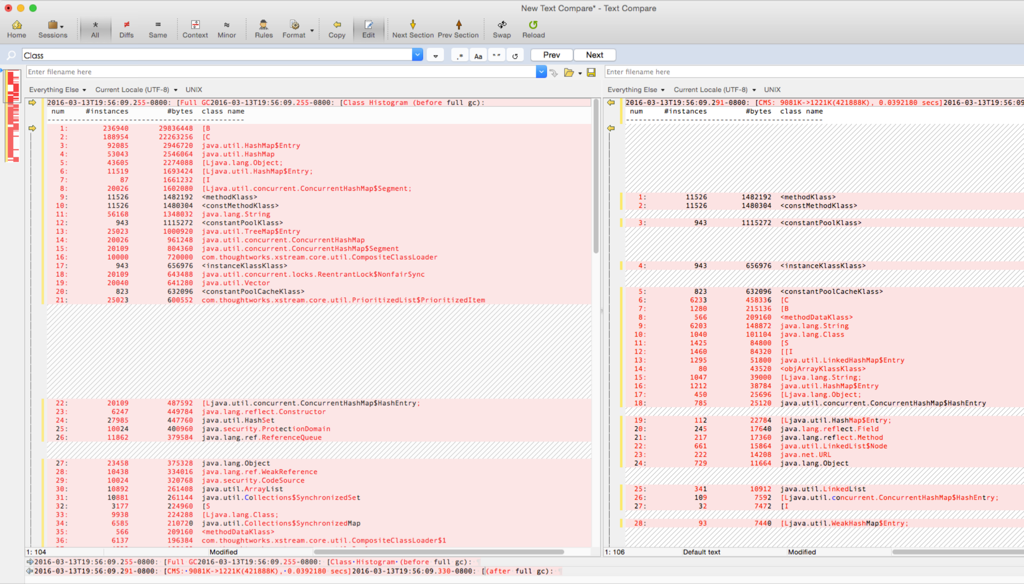 New Text Compare* - Text Compare
Home Sessions All Diffs Same Context Minor Rules Format Copy Edit Next Section Prev Section Swap Reload
Class
Aa
Prev
Next
Enter filename here
Everything Else Current Locale (UTF-8) UNIX
2016-03-13T19:56:09.255-0800: [Full GC2016-03-13T19:56:09.255-0800: [Class Histogram (before full gc):
num #instances #bytes class name
----------------------------------------------
1: 236940 29036448 [B
2: 188954 22263256 [C
3: 92085 2946720 java.util.HashMap$Entry
4: 53043 2546064 java.util.HashMap
5: 43685 2274088 [Ljava.lang.Object;
6: 11519 1693424 [Ljava.util.HashMap$Entry;
7: 87 1661232 [I
8: 20026 1602080 [Ljava.util.concurrent.ConcurrentHashMap$Segment;
9: 11526 1482192 <methodKlass>
10: 11526 1480304 <constMethodKlass>
11: 56168 1348032 java.lang.String
12: 943 1115272 <constantPoolKlass>
13: 25023 1000920 java.util.TreeMap$Entry
14: 20026 961248 java.util.concurrent.ConcurrentHashMap
15: 20109 804360 java.util.concurrent.ConcurrentHashMap$Segment
16: 10000 720000 com.thoughtworks.xstream.core.util.CompositeClassLoader
17: 943 656976 <instanceKlassKlass>
18: 20109 643488 java.util.concurrent.locks.ReentrantLock$NonfairSync
19: 20040 641280 java.util.Vector
20: 823 632096 <constantPoolCacheKlass>
21: 25023 600552 com.thoughtworks.xstream.core.util.PrioritizedList$PrioritizedItem
22: 20109 487592 [Ljava.util.concurrent.ConcurrentHashMap$HashEntry;
23: 6247 449784 java.lang.reflect.Constructor
24: 27985 447760 java.util.HashSet
25: 10024 400960 java.security.ProtectionDomain
26: 11862 379584 java.lang.ref.ReferenceQueue
27: 23458 375328 java.lang.Object
28: 10438 334016 java.lang.ref.WeakReference
29: 10024 320768 java.security.CodeSource
30: 10892 261408 java.util.ArrayList
31: 10881 261144 java.util.Collections$SynchronizedSet
32: 3177 224960 [S
33: 9938 224288 [Ljava.lang.Class;
34: 6585 210720 java.util.Collections$SynchronizedMap
35: 566 209160 <methodDataKlass>
36: 6137 196384 com.thoughtworks.xstream.core.util.CompositeClassLoader$1
1: 104 Modified
Enter filename here
Everything Else Current Locale (UTF-8) UNIX
2016-03-13T19:56:09.291-0800: [CMS: 9081K->1221K(421888K), 0.0392180 secs]2016-03-13T19:56:09
num #instances #bytes class name
----------------------------------------------
1: 11526 1482192 <methodKlass>
2: 11526 1480304 <constMethodKlass>
3: 943 1115272 <constantPoolKlass>
4: 943 656976 <instanceKlassKlass>
5: 823 632096 <constantPoolCacheKlass>
6: 6233 458336 [C
7: 1280 215136 [B
8: 566 209160 <methodDataKlass>
9: 6203 148872 java.lang.String
10: 1040 101104 java.lang.Class
11: 1425 84800 [S
12: 1460 84320 [[I
13: 1295 51800 java.util.LinkedHashMap$Entry
14: 80 43520 <objArrayKlassKlass>
15: 1047 39000 [Ljava.lang.String;
16: 1212 38784 java.util.HashMap$Entry
17: 450 25696 [Ljava.lang.Object;
18: 785 25120 java.util.concurrent.ConcurrentHashMap$HashEntry
19: 112 22784 [Ljava.util.HashMap$Entry;
20: 245 17640 java.lang.reflect.Field
21: 217 17360 java.lang.reflect.Method
22: 661 15864 java.util.LinkedList$Node
23: 222 14208 java.net.URL
24: 729 11664 java.lang.Object
25: 341 10912 java.util.LinkedList
26: 109 7592 [Ljava.util.concurrent.ConcurrentHashMap$HashEntry;
27: 32 7472 [I
28: 93 7440 [Ljava.util.WeakHashMap$Entry;
1: 106 Default text Modified
2016-03-13T19:56:09.255-0800: [Full GC2016-03-13T19:56:09.255-0800: [Class·Histogram·(before full gc):
2016-03-13T19:56:09.291-0800: [CMS:·9081K->1221K(421888K),·0.0392180 secs]2016-03-13T19:56:09.330-0800: [(after full gc):